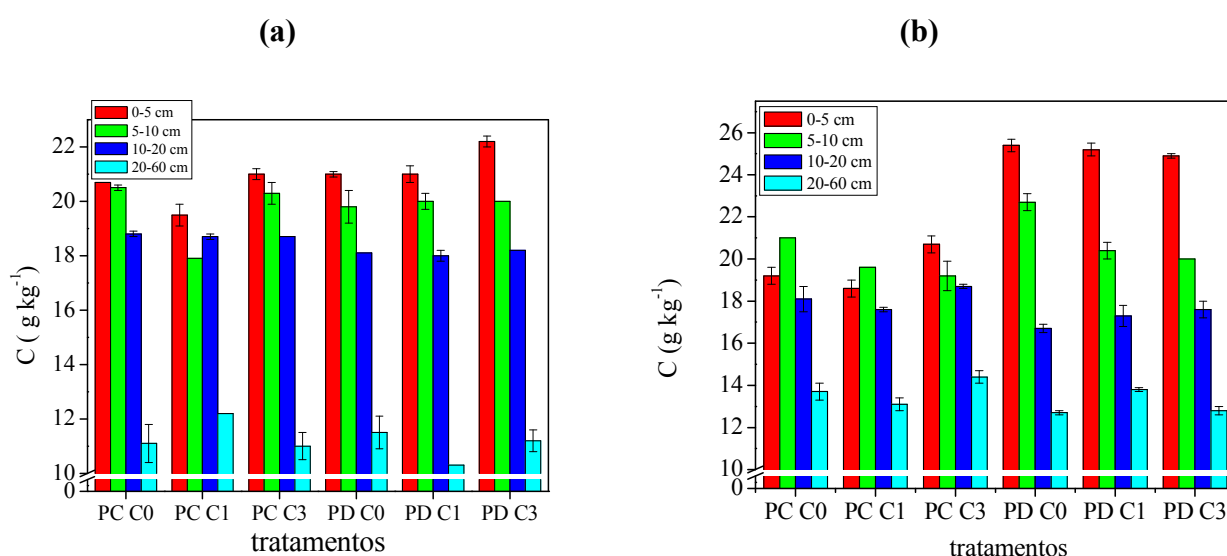 (a)
0-5 cm
5-10 cm
10-20 cm
20-60 cm
C ( g kg-1)
22
20
18
16
14
12
10
0
PC C0 PC C1 PC C3 PD C0 PD C1 PD C3
tratamentos
(b)
0-5 cm
5-10 cm
10-20 cm
20-60 cm
C (g kg-1)
26
24
22
20
18
16
14
12
10
0
PC C0 PC C1 PC C3 PD C0 PD C1 PD C3
tratamentos